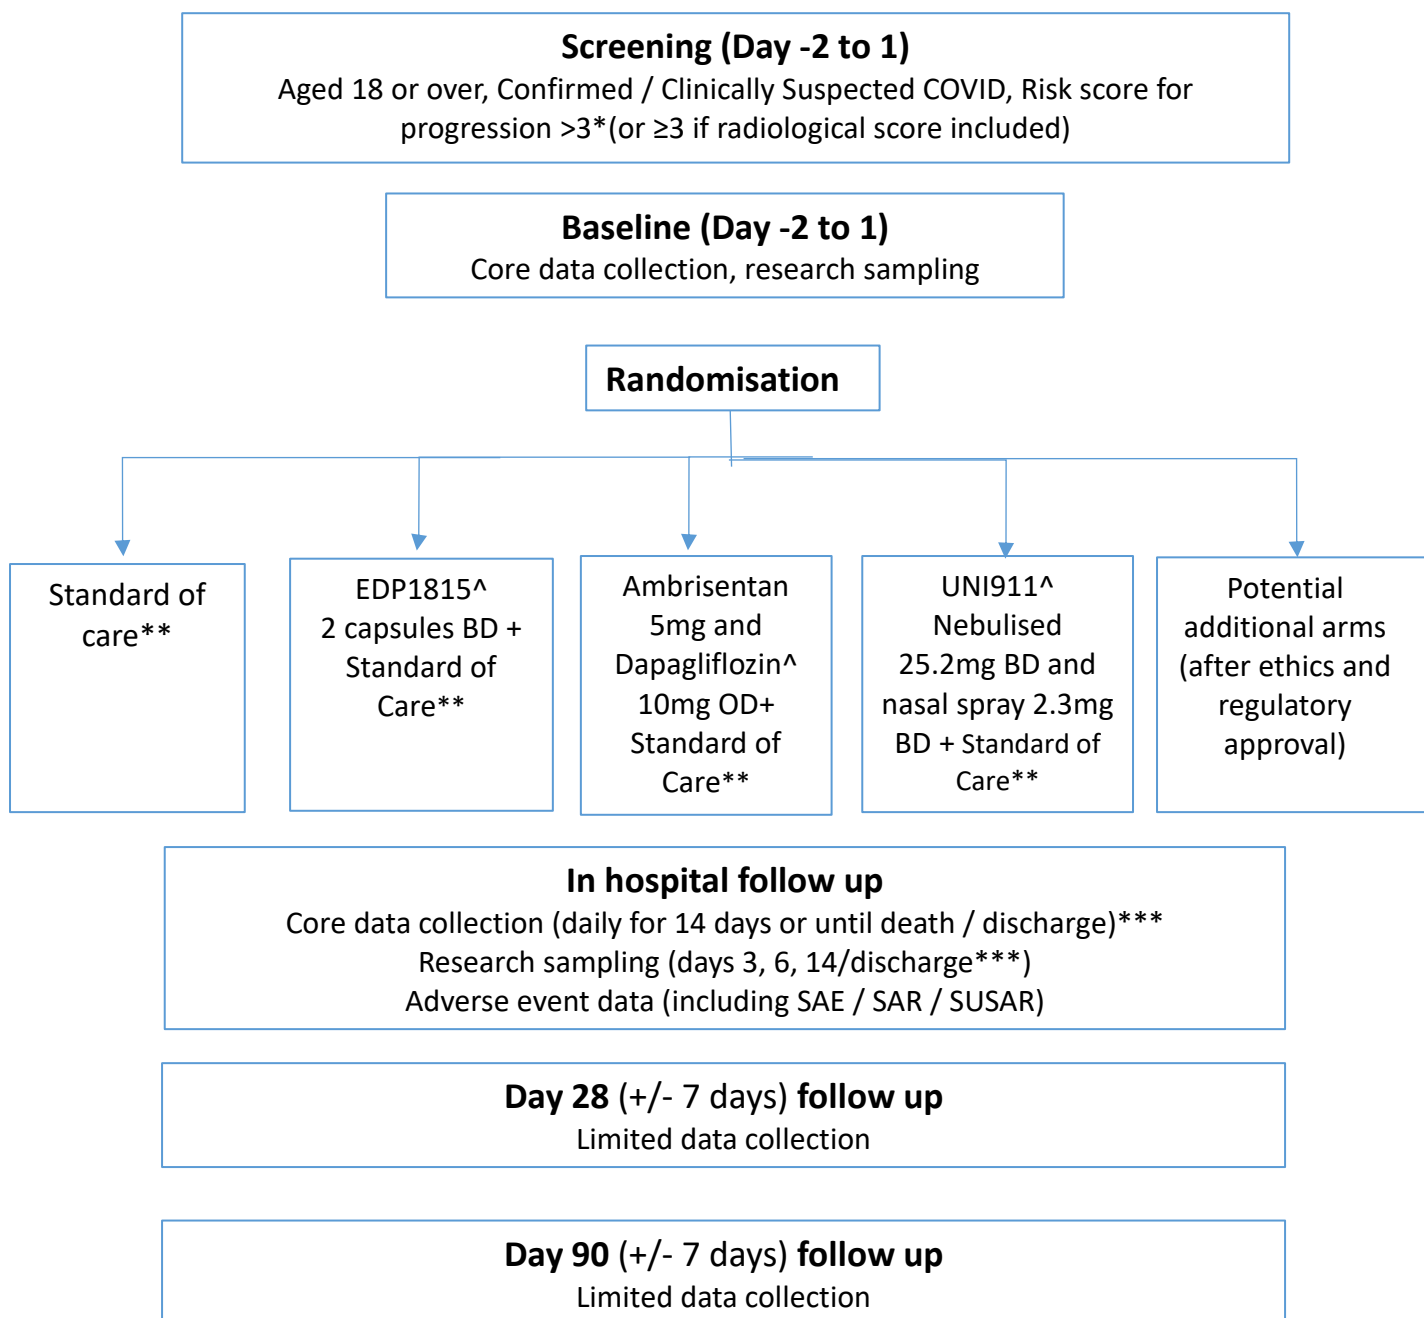 Screening (Day -2 to 1)
Aged 18 or over, Confirmed / Clinically Suspected COVID, Risk score for
progression >3*(or ≥3 if radiological score included)
Baseline (Day -2 to 1)
Core data collection, research sampling
Randomisation
Standard of
care**
EDP1815^
2 capsules BD +
Standard of
Care**
Ambrisentan
5mg and
Dapagliflozin^
10mg OD+
Standard of
Care**
UNI911^
Nebulised
25.2mg BD and
nasal spray 2.3mg
BD + Standard of
Care**
Potential
additional arms
(after ethics and
regulatory
approval)
In hospital follow up
Core data collection (daily for 14 days or until death / discharge)***
Research sampling (days 3, 6, 14/discharge***)
Adverse event data (including SAE / SAR / SUSAR)
Day 28 (+/- 7 days) follow up
Limited data collection
Day 90 (+/- 7 days) follow up
Limited data collection